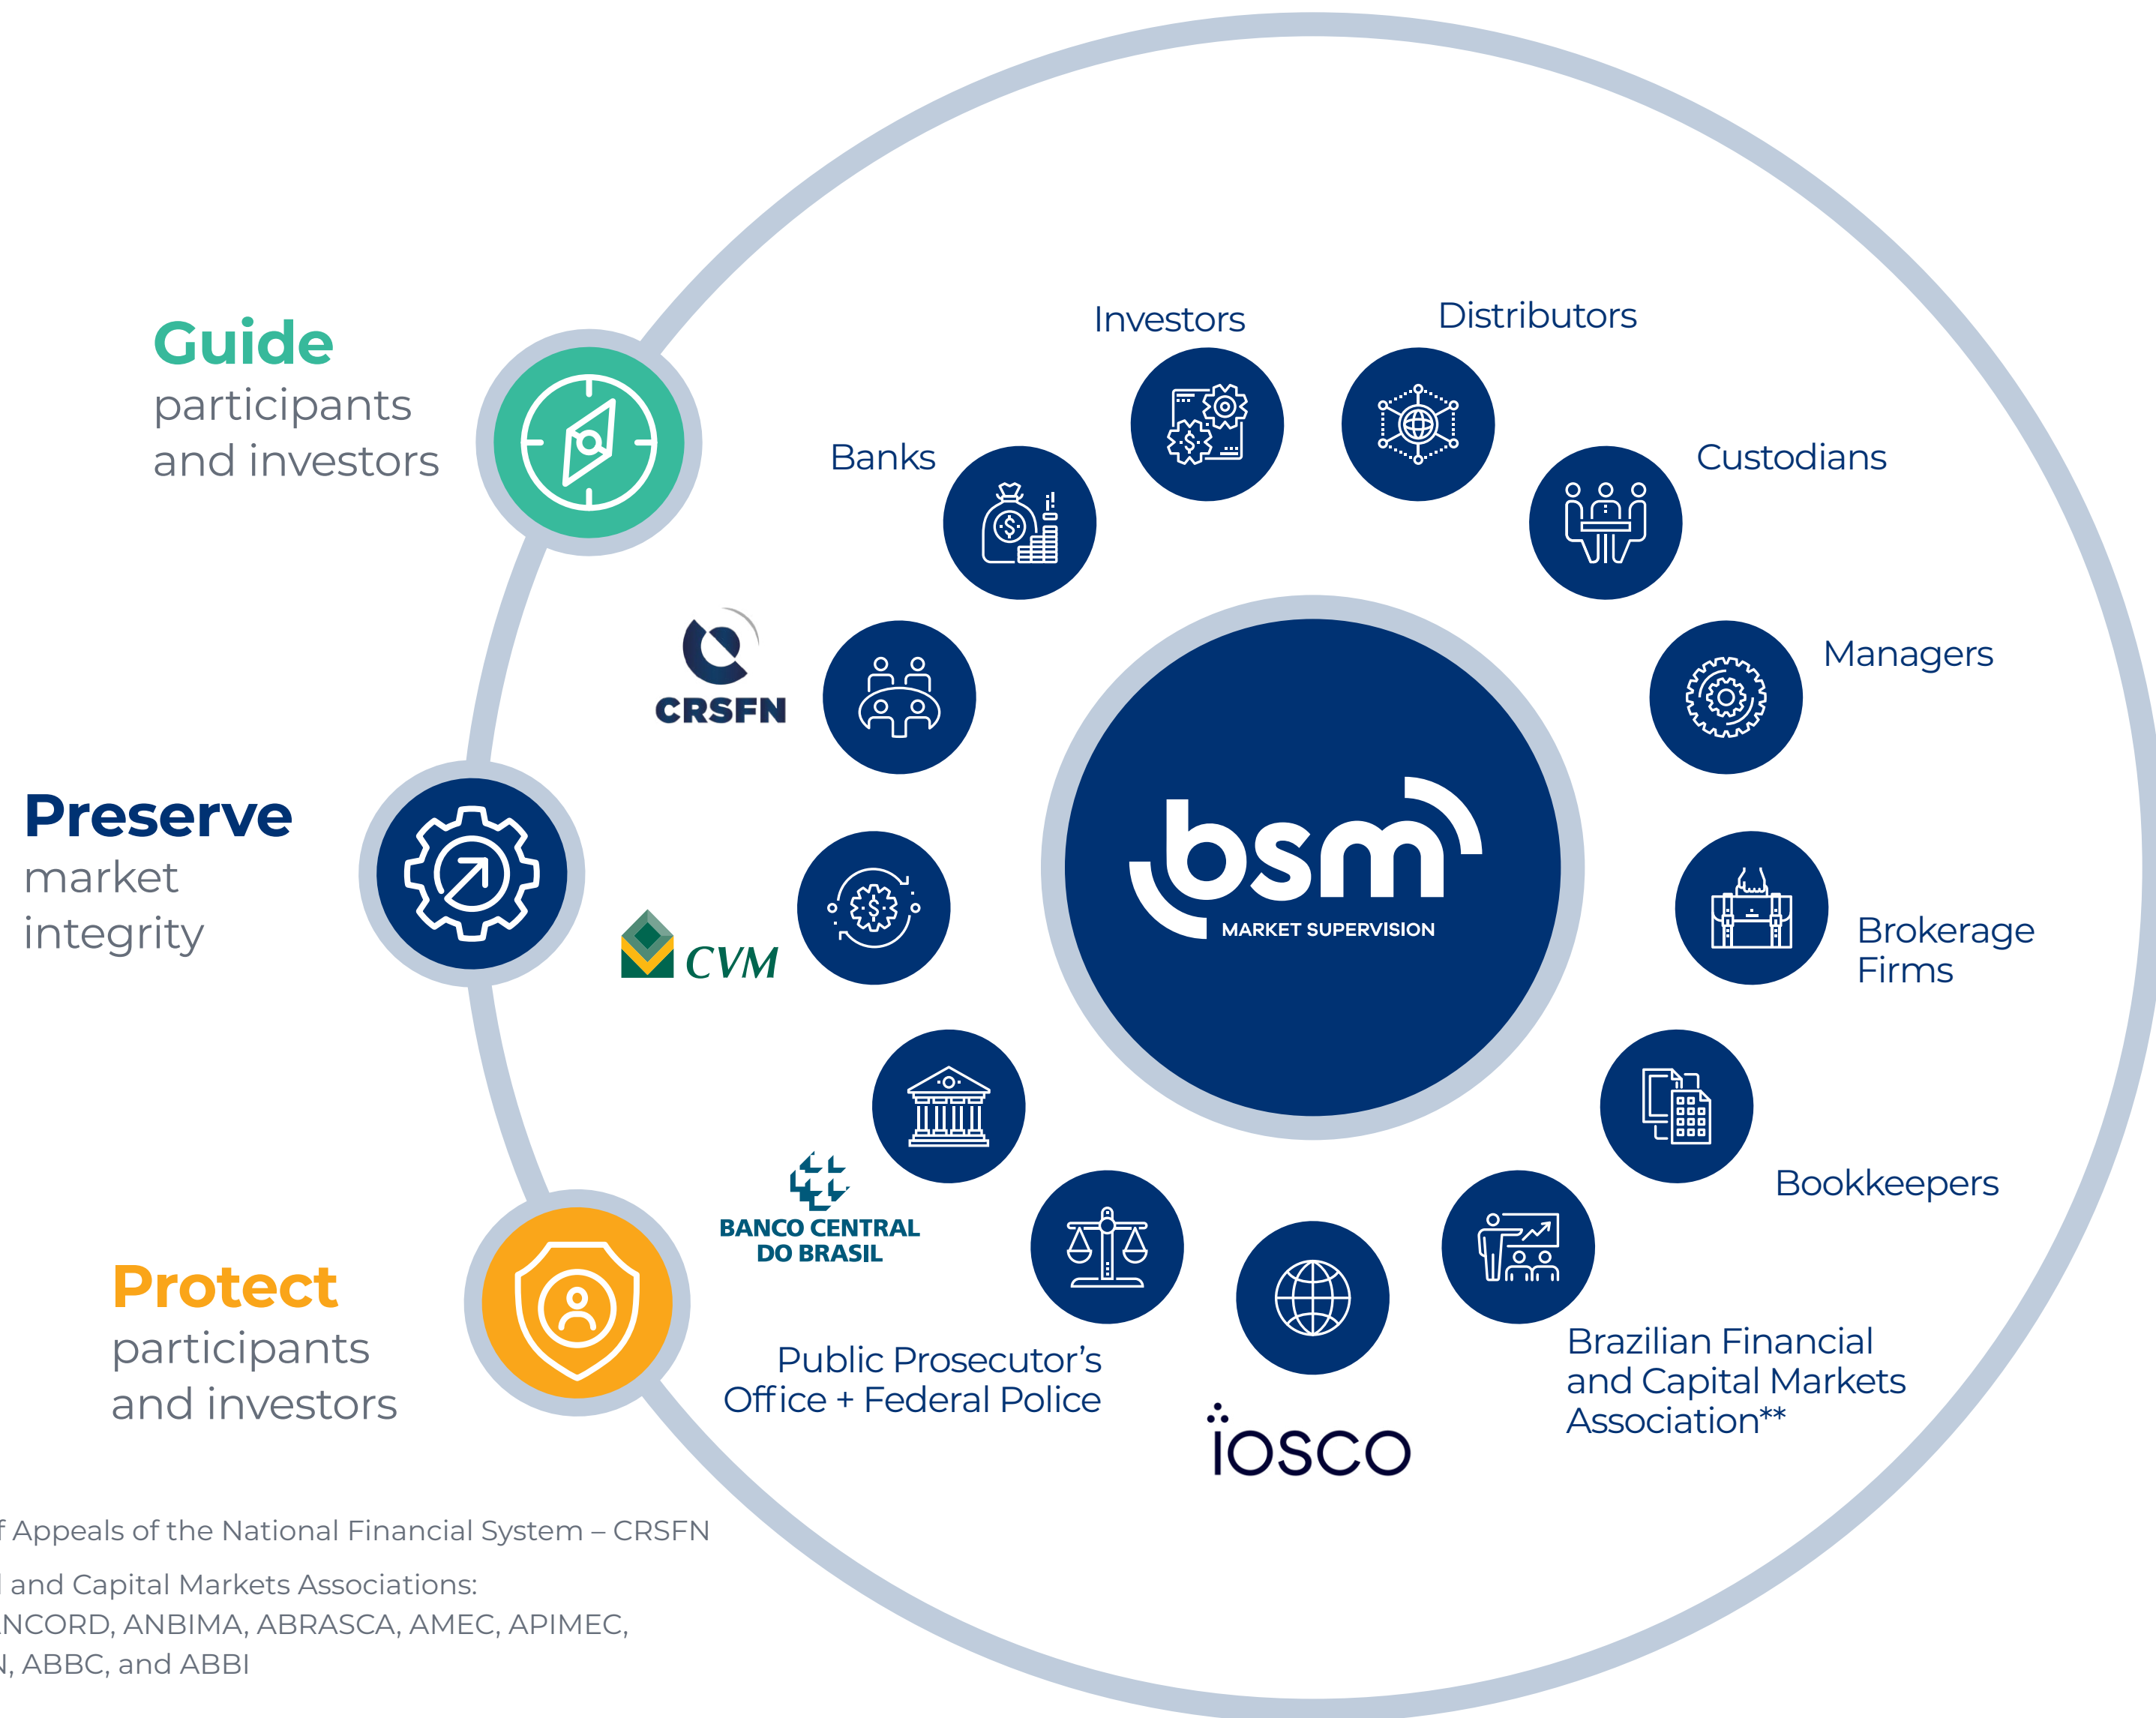 Guide
participants
and investors
Preserve
market
integrity
Protect
participants
and investors
Investors
Distributors
Banks
Custodians
CRSFN
Managers
bsm
MARKET SUPERVISION
CVM
Brokerage
Firms
BANCO CENTRAL
DO BRASIL
Bookkeepers
Public Prosecutor’s
Office + Federal Police
iosco
Brazilian Financial
and Capital Markets
Association**
Appeals of the National Financial System – CRSFN
and Capital Markets Associations:
ANBIMA, ABRASCA, AMEC, APIMEC,
ABBC, and ABBI